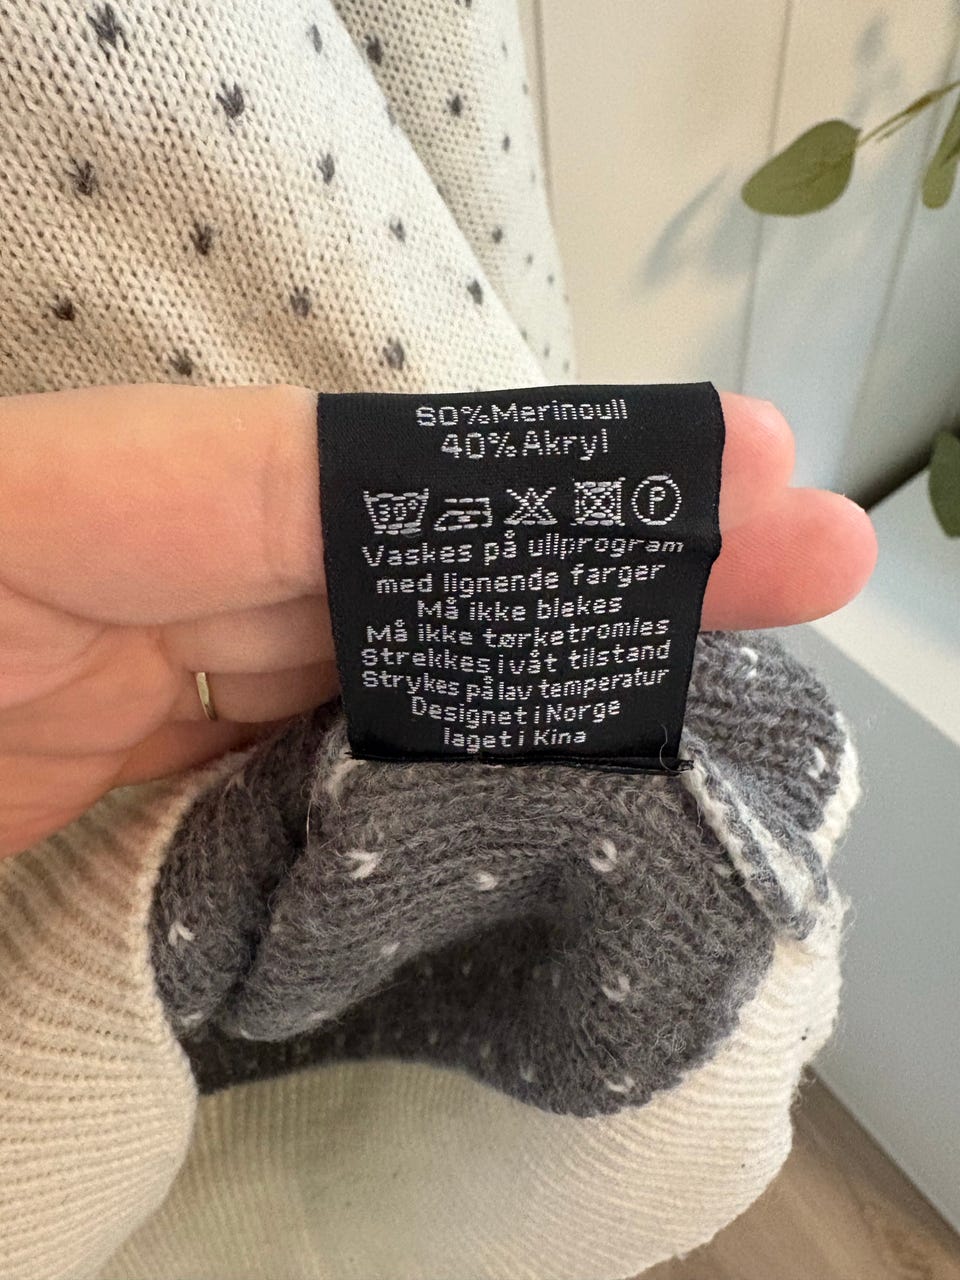 60%Merinoull
40%Akryl
30° P
Vaskes på ullprogram
med lignende farger
Må ikke blekes
Må ikke tørketromles
Strekkes i våt tilstand
Strykes på lav temperatur
Designet i Norge
laget i Kina